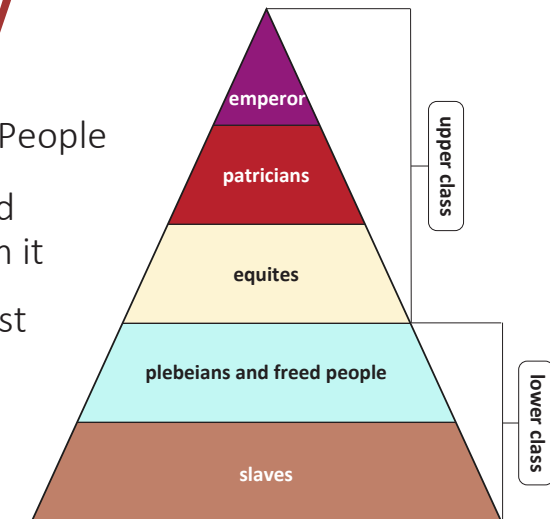 People
d
n it
st
emperor
patricians
equites
plebeians and freed people
slaves
upper class
lower class